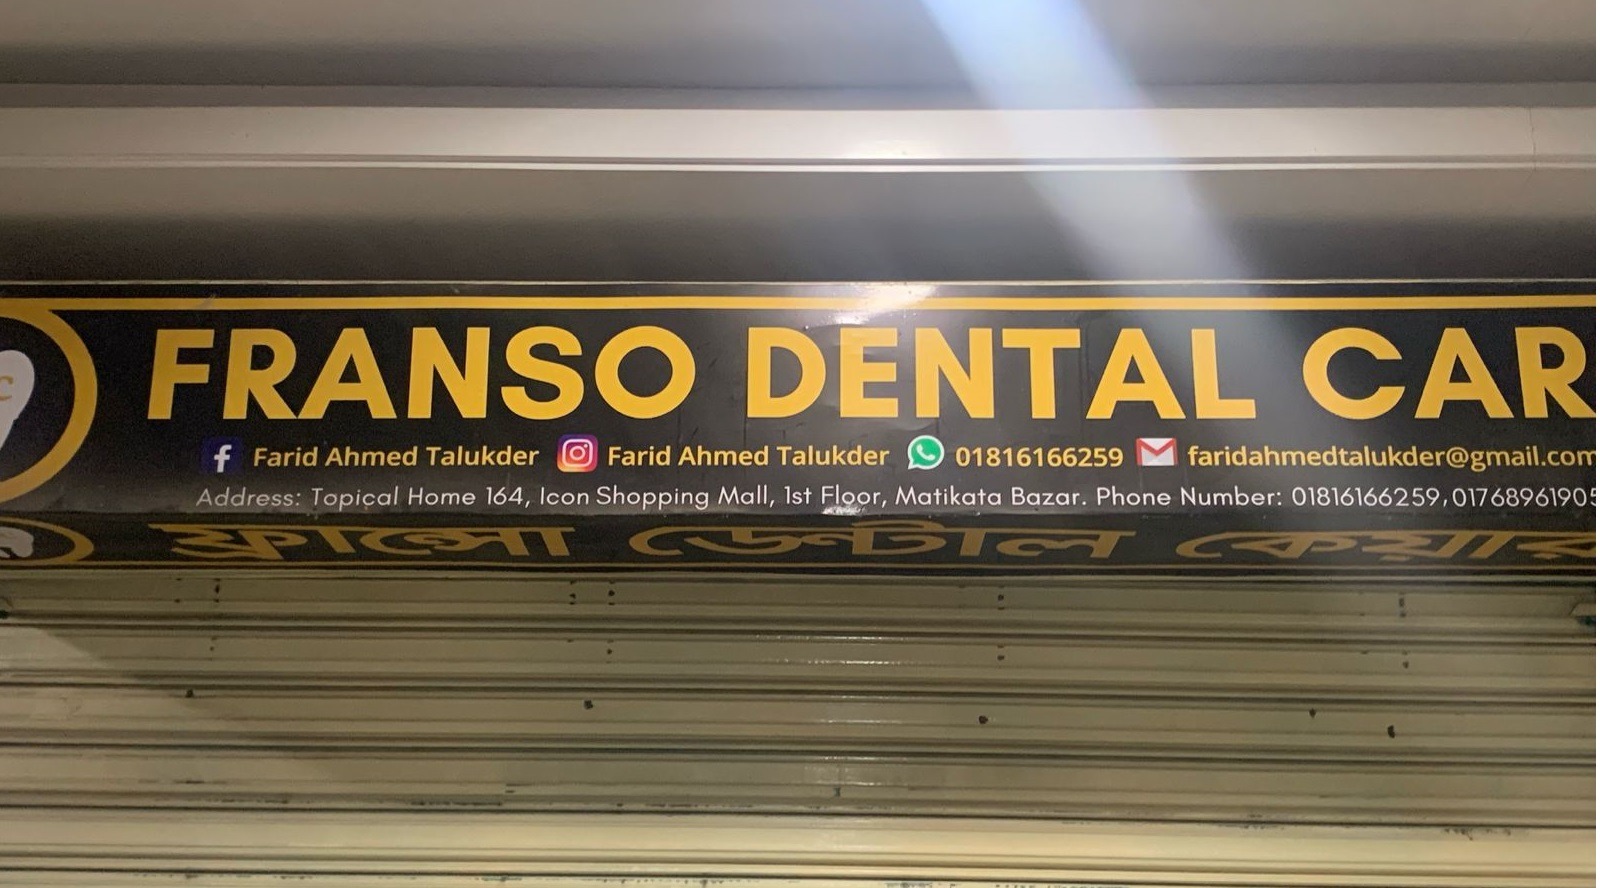 FRANSO DENTAL CAR
Farid Ahmed Talukder Farid Ahmed Talukder 01816166259 faridahmedtalukder@gmail.com
Address: Topical Home 164, Icon Shopping Mall, 1st Floor, Matikata Bazar. Phone Number: 01816166259,01768961905
ফ্রান্সো ডেন্টাল কেয়ার